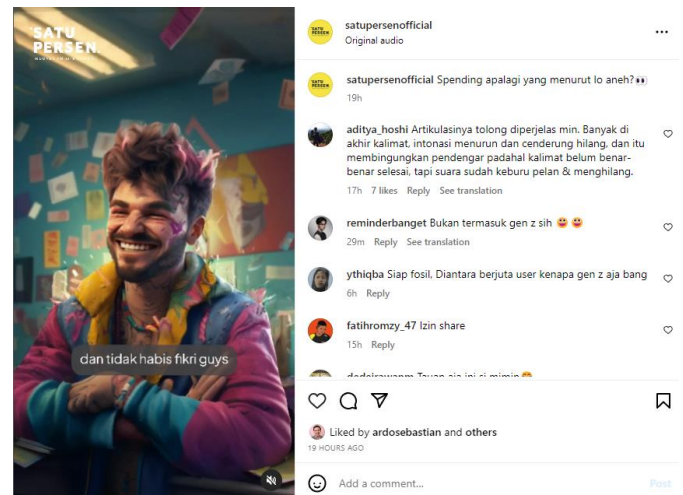 SATU
PERSEN.
dan tidak habis fikri guys
satupersenofficial
Original audio
satupersenofficial Spending apalagi yang menurut lo aneh?👀
19h
aditya_hoshi Artikulasinya tolong diperjelas min. Banyak di
akhir kalimat, intonasi menurun dan cenderung hilang, dan itu
membingungkan pendengar padahal kalimat belum benar-
benar selesai, tapi suara sudah keburu pelan & menghilang.
17h 7 likes Reply See translation
reminderbanget Bukan termasuk gen z sih 😃 😃
29m Reply See translation
ythiqba Siap fosil, Diantara berjuta user kenapa gen z aja bang
6h Reply
fatihromzy_47 Izin share
15h Reply
Liked by ardosebastian and others
19 HOURS AGO
Add a comment...
Post